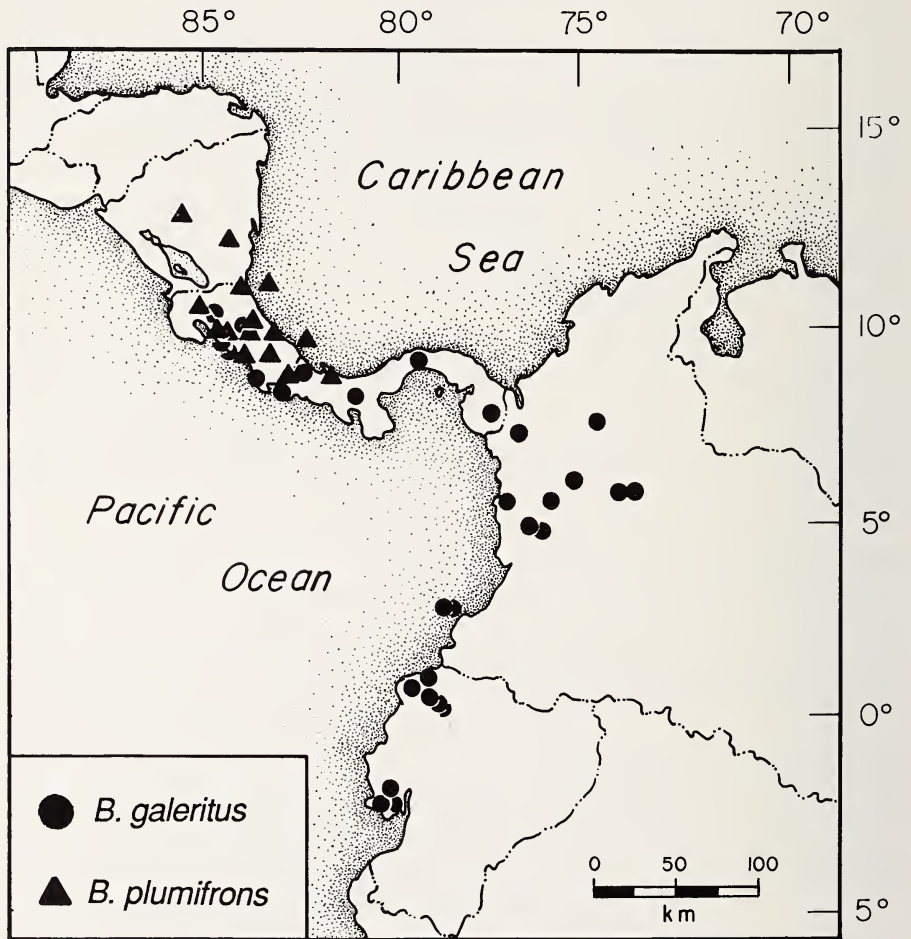 85° 80° 75° 70°
15°
Caribbean
Sea
10°
Pacific
5°
Ocean
0°
B. galeritus
0 50 100
B. plumifrons
km
5°